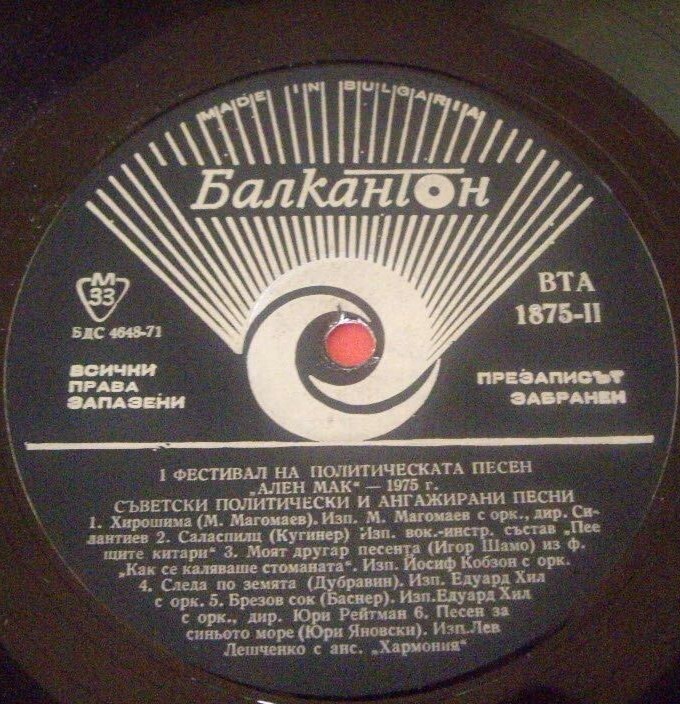 MADE IN BULGARIA
Балкантон
М
33
БДС 4648-71
ВТА
1875-II
ВСИЧКИ
ПРАВА
ЗАПАЗЕНИ
ПРЕЗАПИСЪТ
ЗАБРАНЕН
I ФЕСТИВАЛ НА ПОЛИТИЧЕСКАТА ПЕСЕН
„АЛЕН МАК“ — 1975 г.
СЪВЕТСКИ ПОЛИТИЧЕСКИ И АНГАЖИРАНИ ПЕСНИ
1. Хирошима (М. Магомаев). Изп. М. Магомаев с орк., дир. Си-
лантиев 2. Саласпилц (Кугинер) Изп. вок.-инстр. състав „Пее
щите китари“ 3. Моят другар песента (Игор Шамо) из ф.
„Как се каляваше стоманата“. Изп. Йосиф Кобзон с орк.
4. Следа по земята (Дубравин). Изп. Едуард Хил
с орк. 5. Брезов сок (Баснер). Изп.Едуард Хил
с орк., дир. Юри Рейтман 6. Песен за
синьото море (Юри Яновски). Изп.Лев
Лешченко с анс. „Хармония“